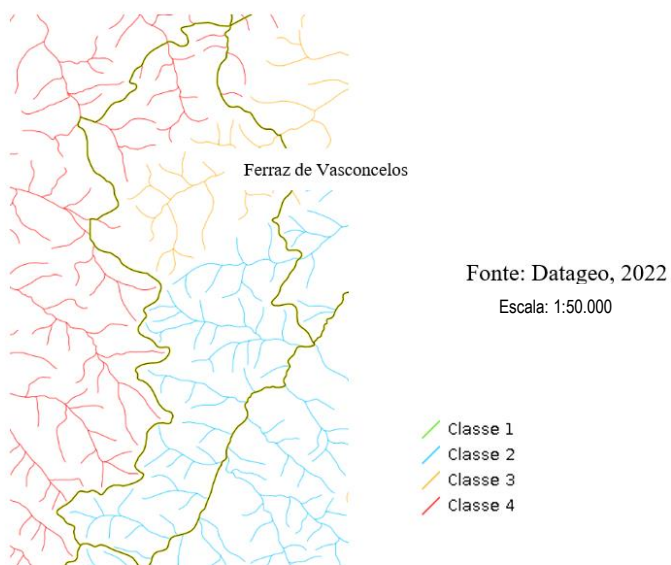 Ferraz de Vasconcelos
Fonte: Datageo, 2022
Escala: 1:50.000
Classe 1
Classe 2
Classe 3
Classe 4